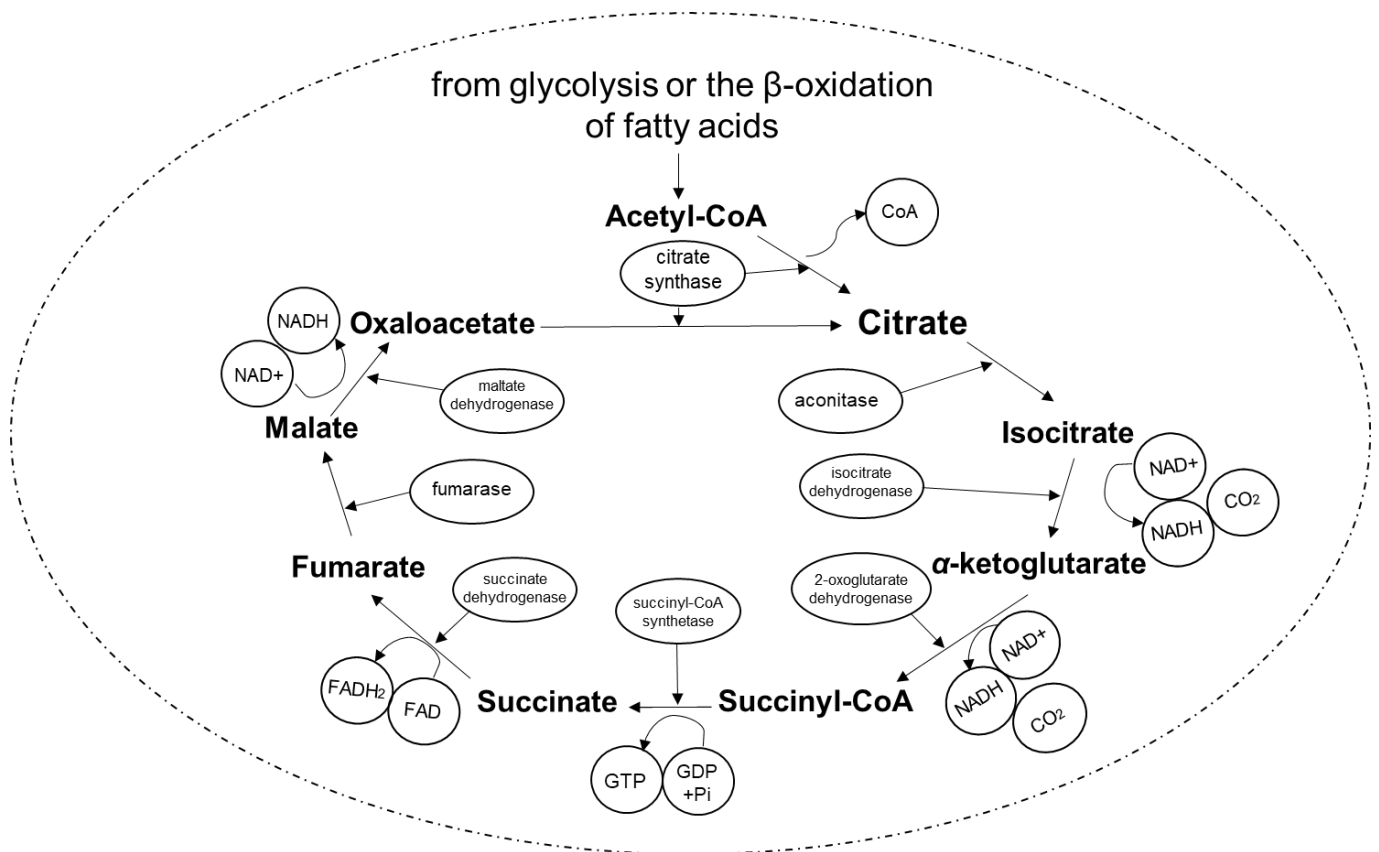 from glycolysis or the β-oxidation
of fatty acids
Acetyl-CoA
CoA
citrate
synthase
NADH
Oxaloacetate
Citrate
NAD+
maltate
dehydrogenase
aconitase
Malate
Isocitrate
NAD+
isocitrate
dehydrogenase
fumarase
CO2
NADH
Fumarate
α-ketoglutarate
succinate
dehydrogenase
2-oxoglutarate
dehydrogenase
succinyl-CoA
synthetase
NAD+
FADH2
FAD
Succinate
Succinyl-CoA
NADH
CO2
GTP
GDP
+Pi